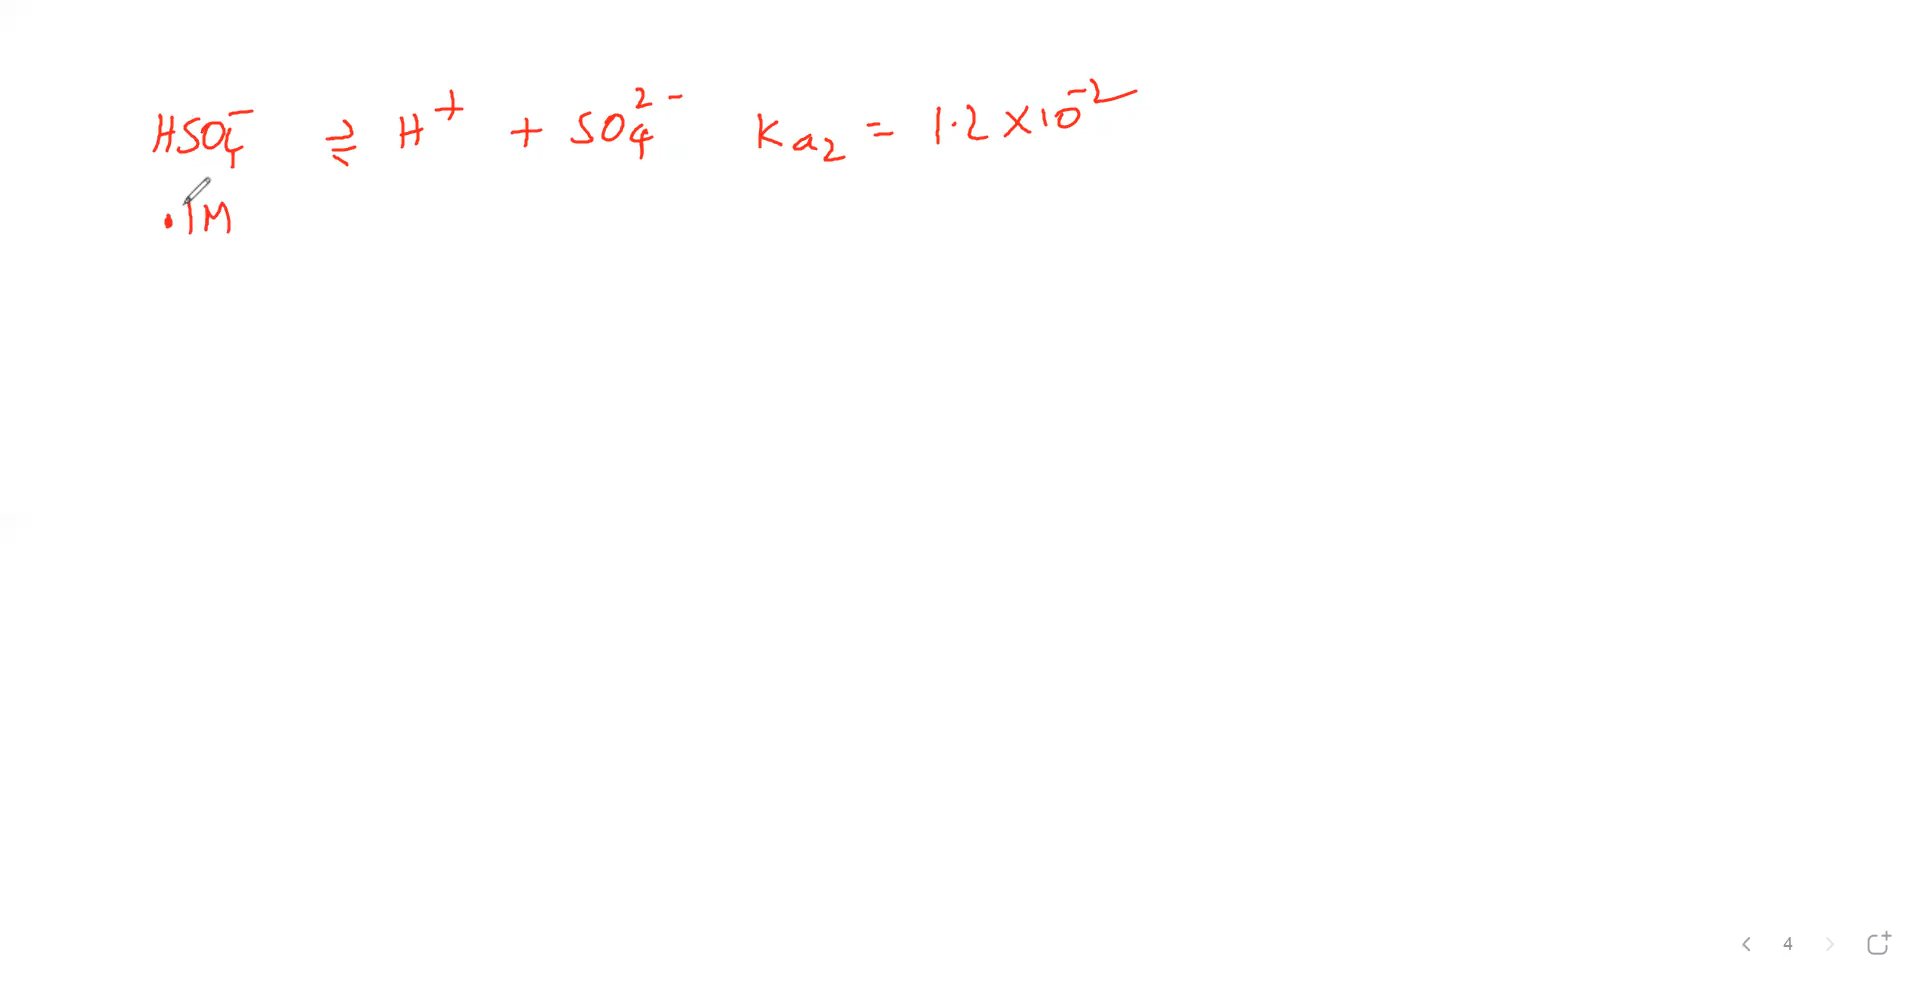 HSO₄⁻ ⇌ H⁺ + SO₄²⁻ Ka₂ = 1.2 × 10⁻²
.1M
4